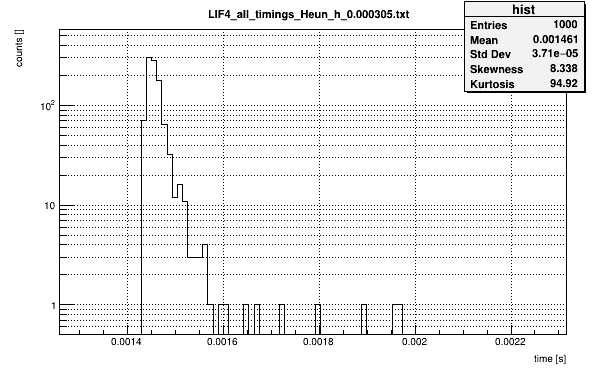 LIF4_all_timings_Heun_h_0.000305.txt
hist
Entries 1000
Mean 0.001461
Std Dev 3.71e−05
Skewness 8.338
Kurtosis 94.92
counts []
10²
10
1
0.0014 0.0016 0.0018 0.002 0.0022
time [s]